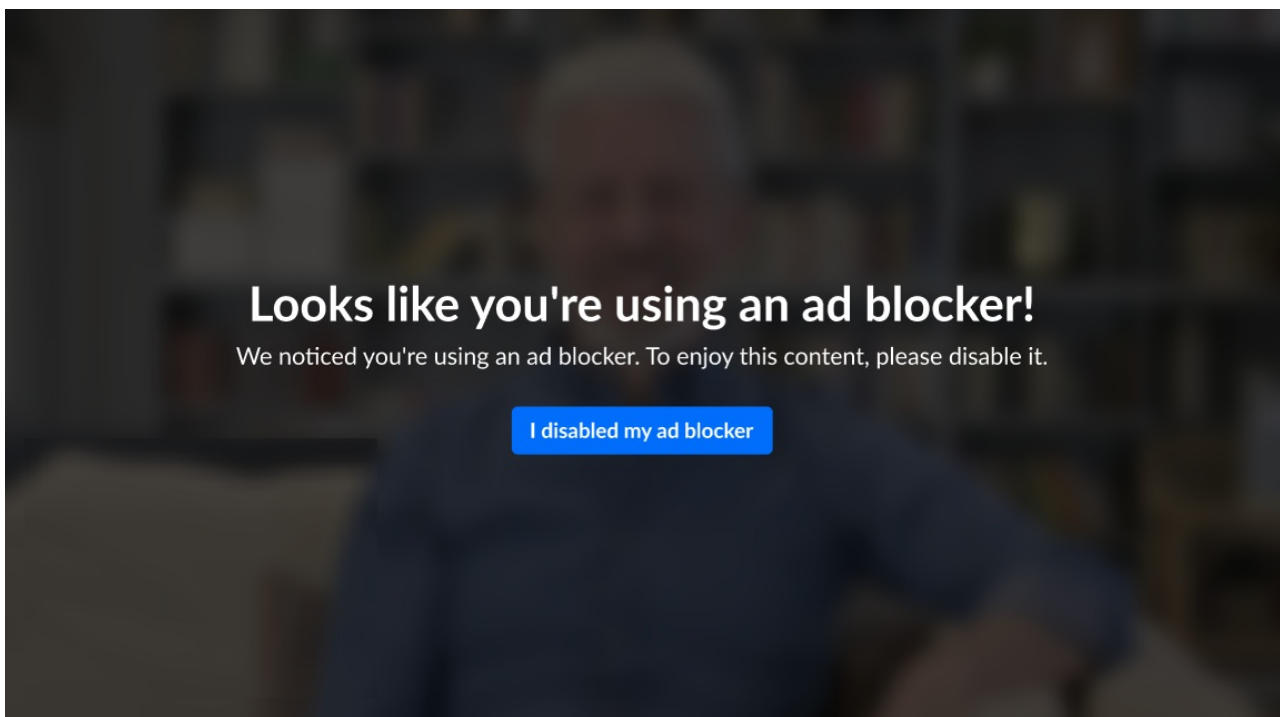 Looks like you're using an ad blocker!
We noticed you're using an ad blocker. To enjoy this content, please disable it.
I disabled my ad blocker